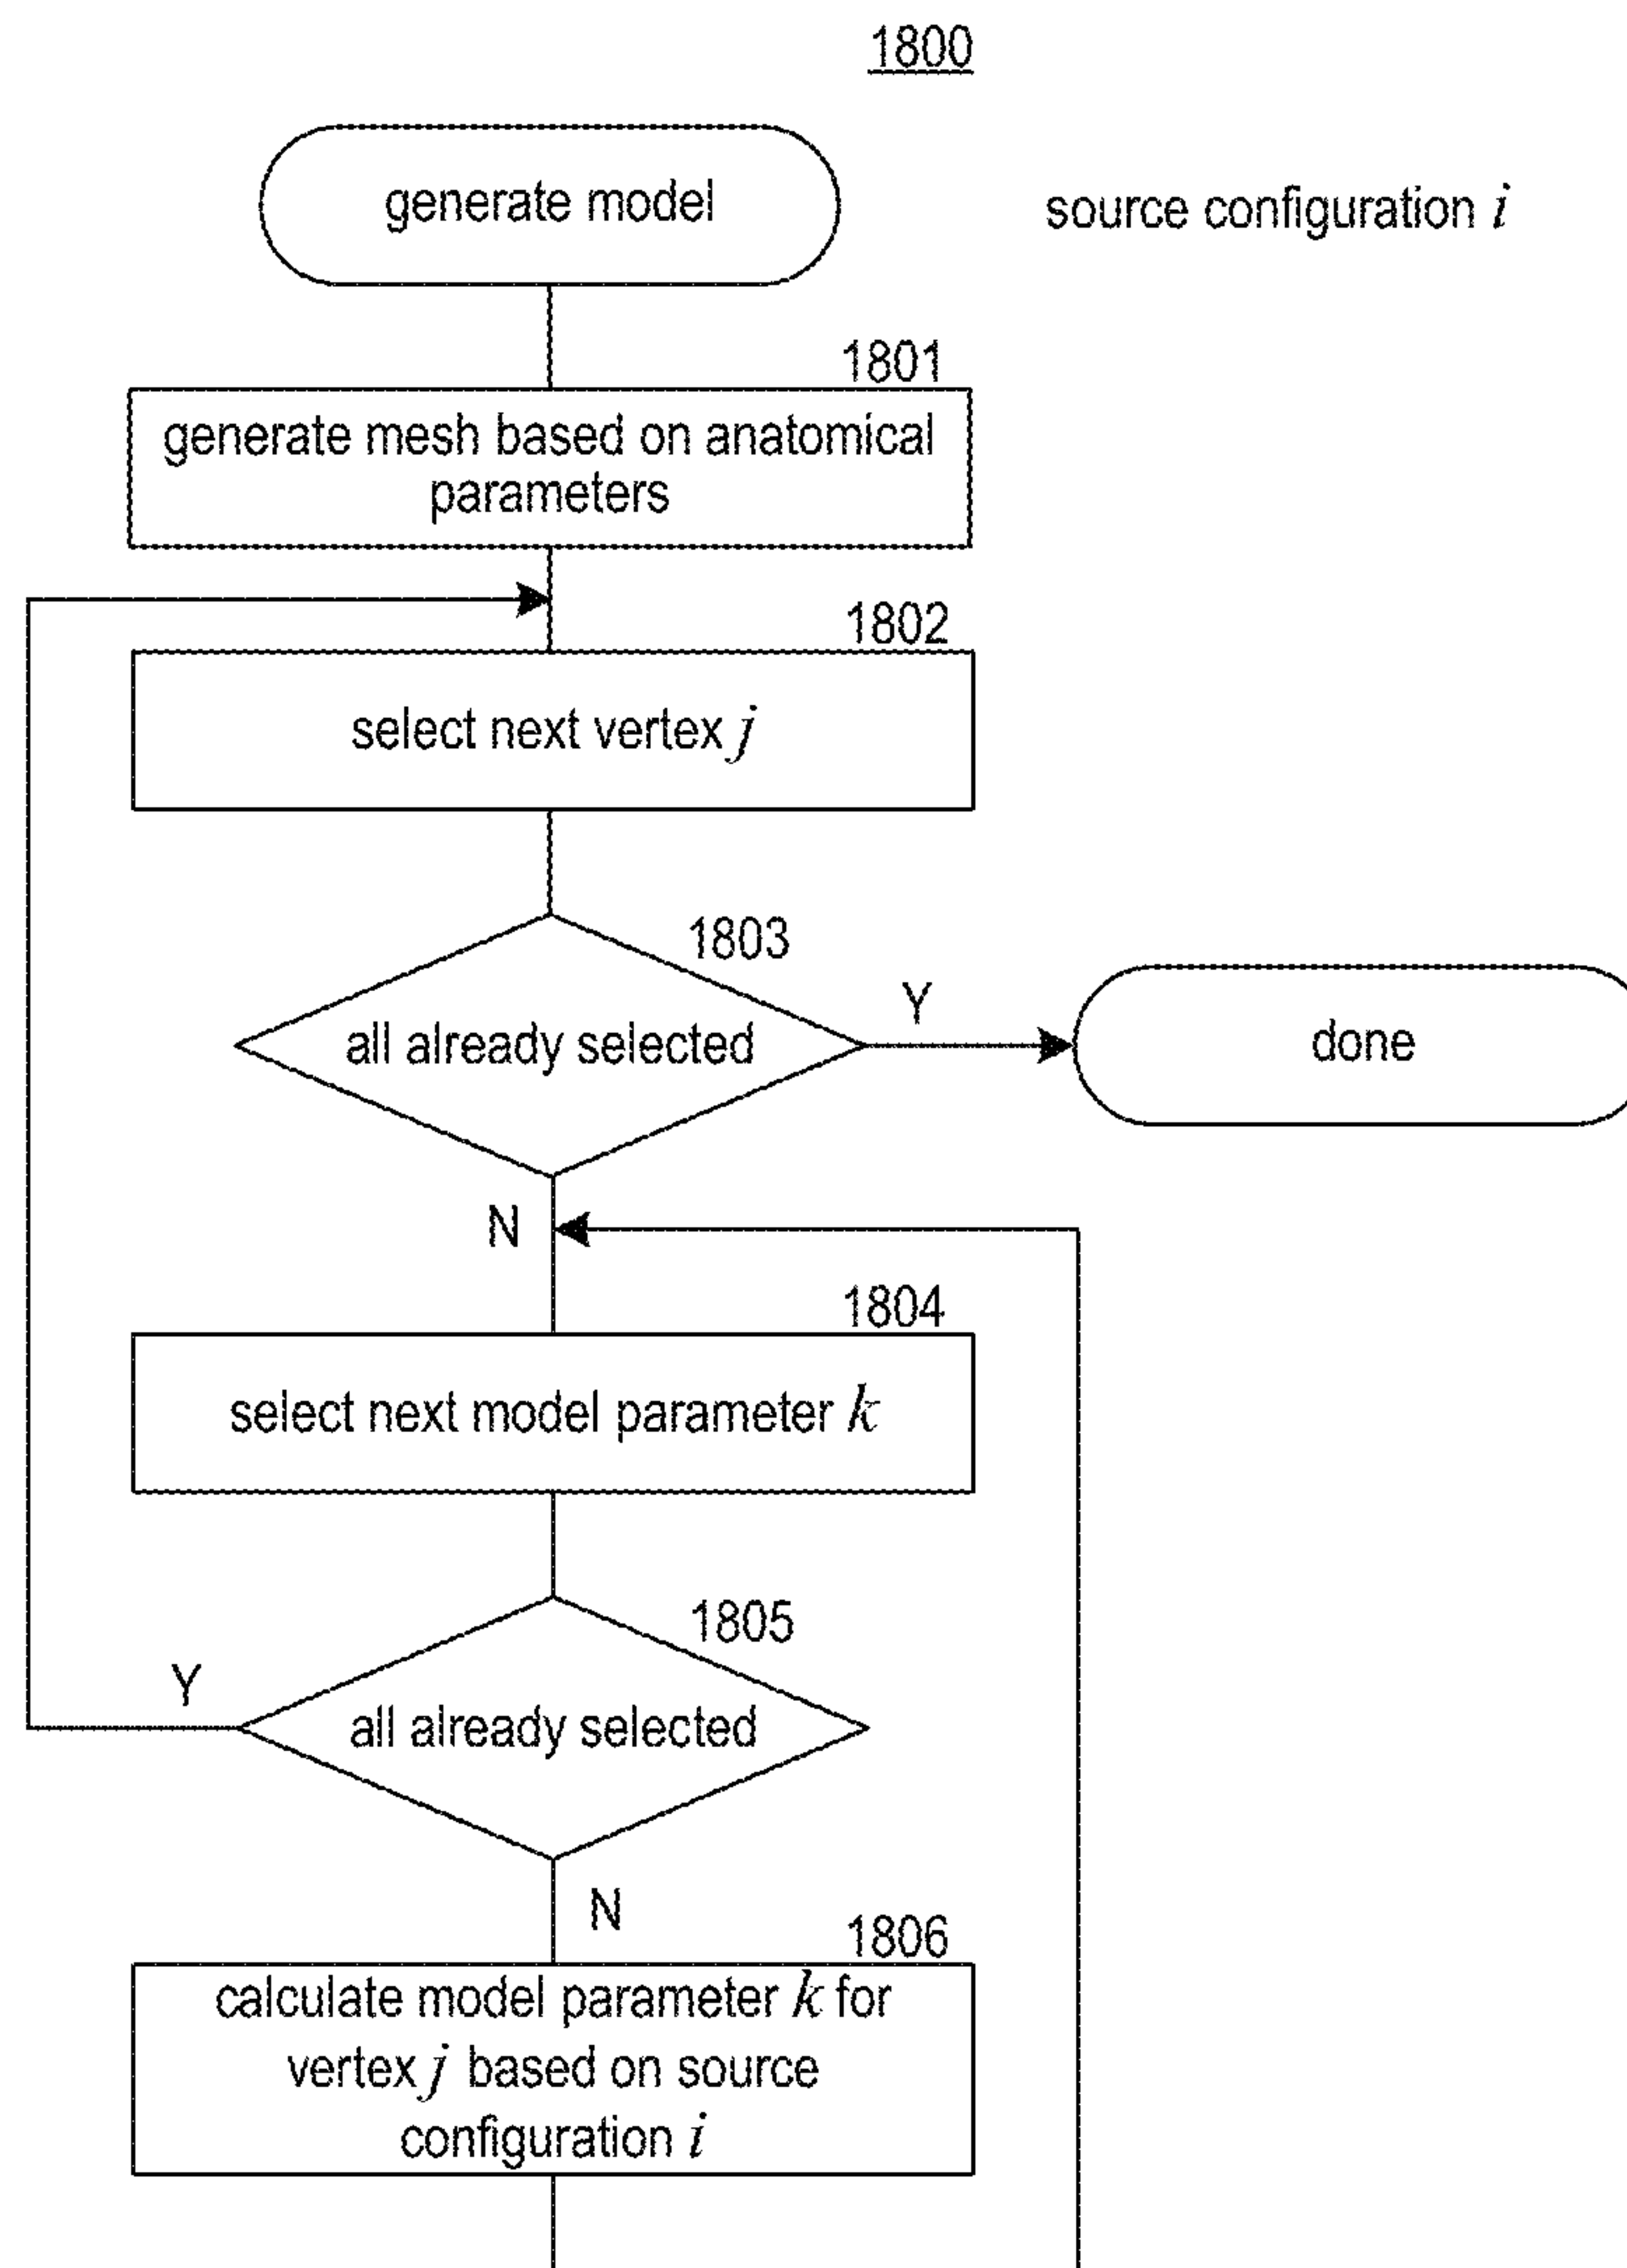 1800
generate model
source configuration i
1801
generate mesh based on anatomical
parameters
1802
select next vertex j
1803
all already selected
Y
done
N
1804
select next model parameter k
1805
all already selected
Y
N
1806
calculate model parameter k for
vertex j based on source
configuration i